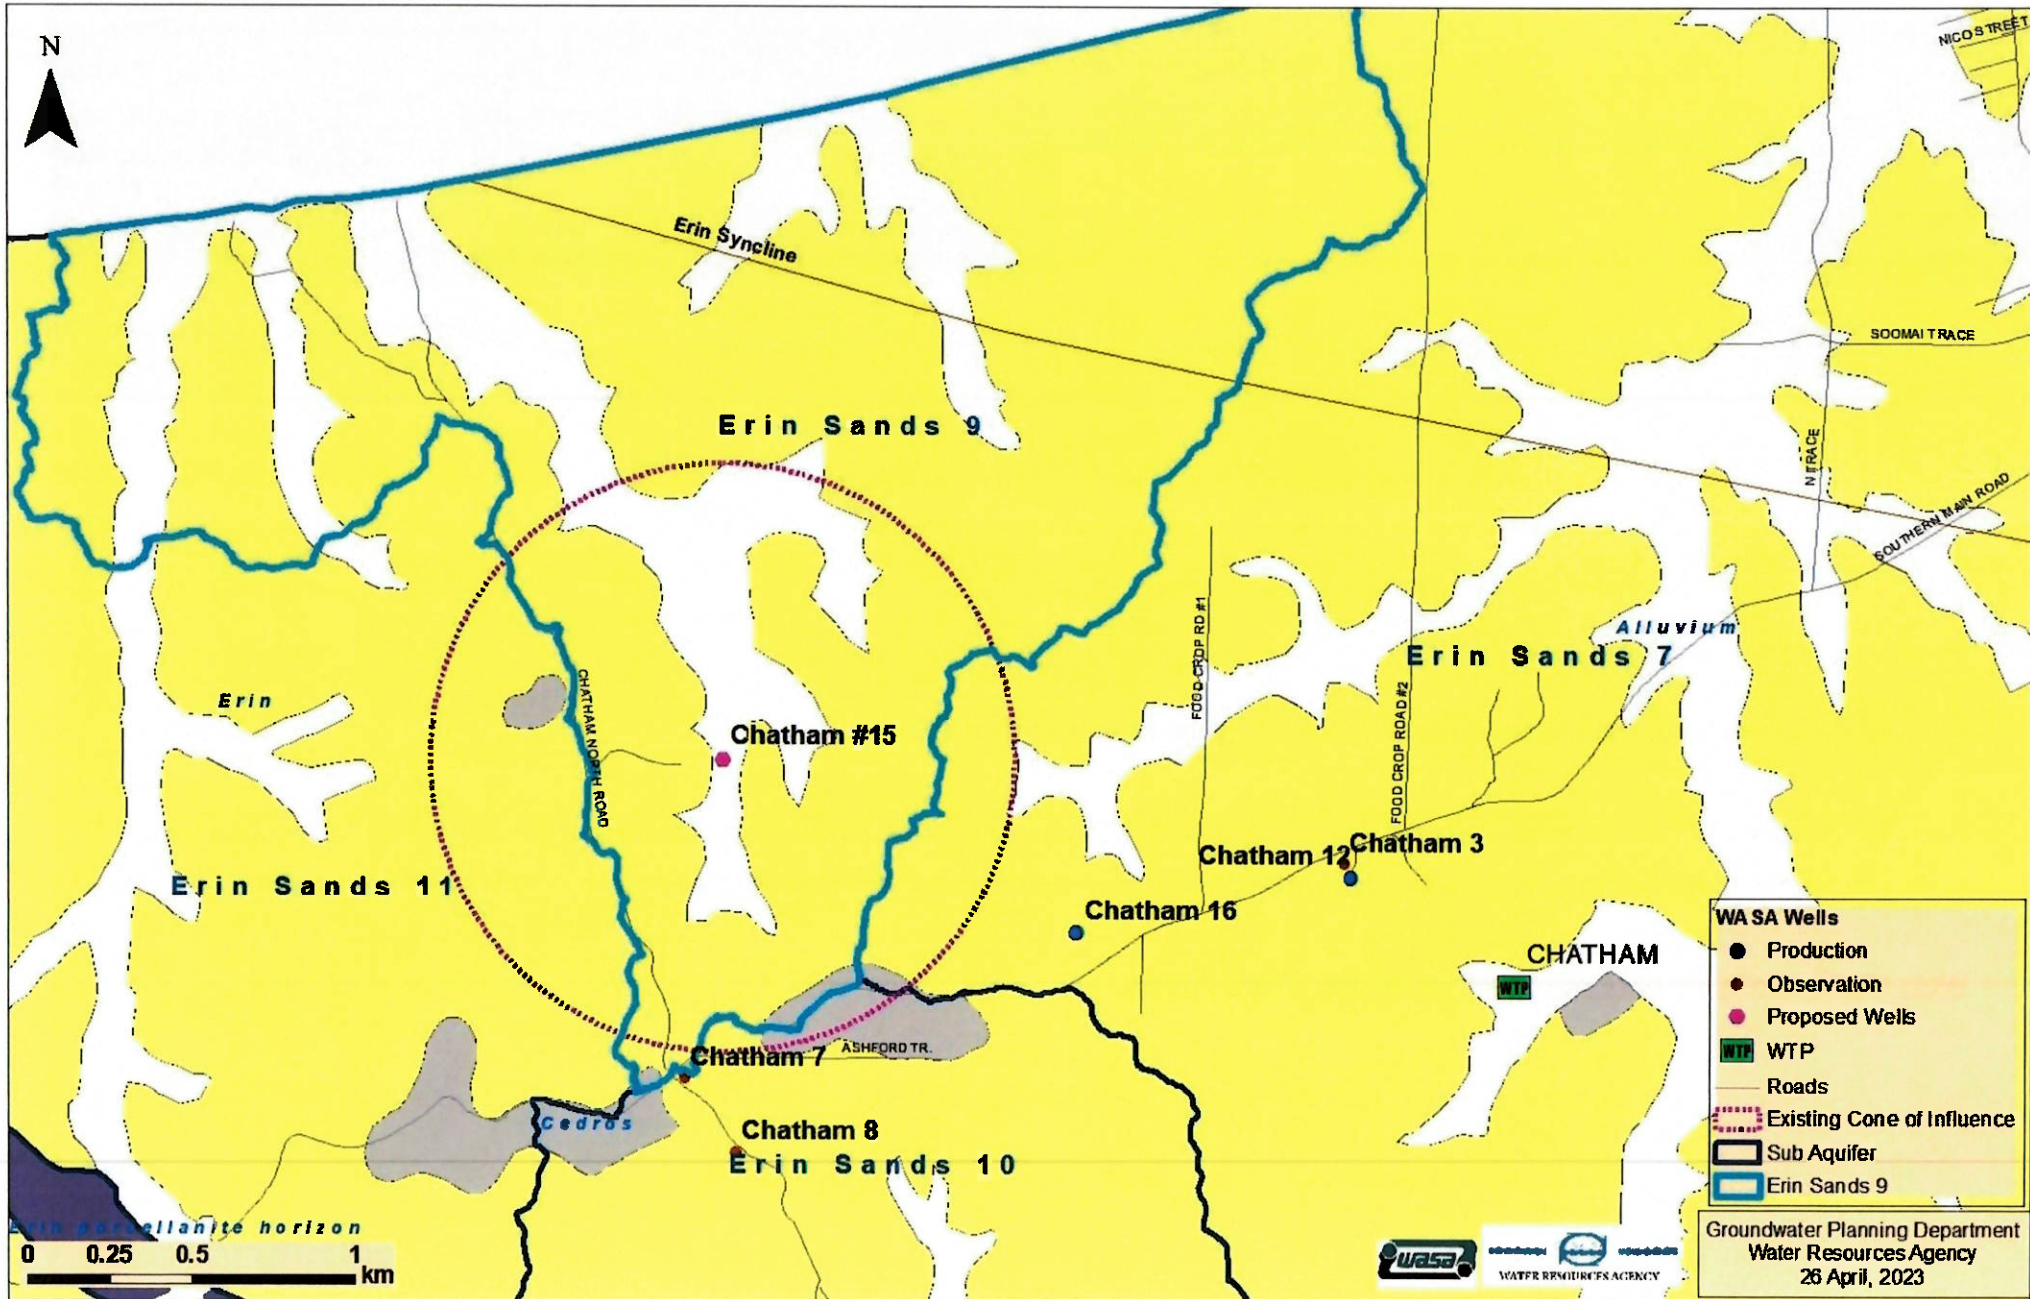 N
NICO STREET
Erin Syncline
SOOMAI TRACE
Erin Sands 9
N TRACE
SOUTHERN MAIN ROAD
FOOD CROP RD #1
Alluvium
Erin Sands 7
FOOD CROP ROAD #2
CHATHAM NORTH ROAD
Erin
Chatham #15
Chatham 12
Chatham 3
Erin Sands 11
Chatham 16
CHATHAM
WTP
ASHFORD TR.
Chatham 7
Cedros
Chatham 8
Erin Sands 10
Erin porcellanite horizon
0 0.25 0.5 1
km
WASA Wells
Production
Observation
Proposed Wells
WTP WTP
Roads
Existing Cone of Influence
Sub Aquifer
Erin Sands 9
wasa
WATER RESOURCES AGENCY
Groundwater Planning Department
Water Resources Agency
26 April, 2023